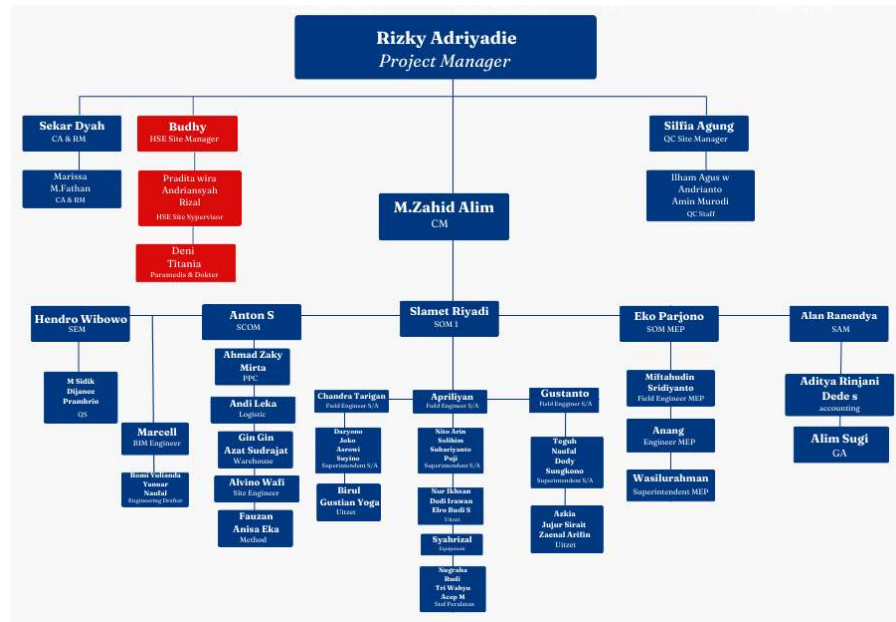 Rizky Adriyadie
Project Manager
Sekar Dyah
CA & RM
Budhy
HSE Site Manager
Silfia Agung
QC Site Manager
Marissa
M.Fathan
CA & RM
Pradita wira
Andriansyah
Rizal
HSE Site Sypervisor
Ilham Agus w
Andrianto
Amin Murodi
QC Staff
M.Zahid Alim
CM
Deni
Titania
Paramedis & Dokter
Hendro Wibowo
SEM
Anton S
SCOM
Slamet Riyadi
SOM 1
Eko Parjono
SOM MEP
Alan Ranendya
SAM
M Sidik
Dijanee
Prambrio
QS
Marcell
BIM Engineer
Romi Yulianda
Yanuar
Naufal
Engineering Drafter
Ahmad Zaky
Mirta
PPC
Andi Leka
Logistic
Gin Gin
Azat Sudrajat
Warehouse
Alvino Wafi
Site Engineer
Fauzan
Anisa Eka
Method
Chandra Tarigan
Field Engineer S/A
Daryono
Joko
Asrowi
Suyino
Superintendent S/A
Birul
Gustian Yoga
Uitzet
Apriliyan
Field Engineer S/A
Nito Arin
Solihim
Suhariyanto
Puji
Superintendent S/A
Nur Ikhsan
Dedi Irawan
Elro Budi S
Syahrizal
Equipment
Nugraha
Rudi
Tri Wahyu
Acep M
Staf Peralatan
Gustanto
Field Engginer S/A
Teguh
Naufal
Dody
Sungkono
Superintendent S/A
Azkia
Jujur Sirait
Zaenal Arifin
Uitzet
Miftahudin
Sridiyanto
Field Engineer MEP
Anang
Engineer MEP
Wasilurahman
Superintendent MEP
Aditya Rinjani
Dede s
accounting
Alim Sugi
GA